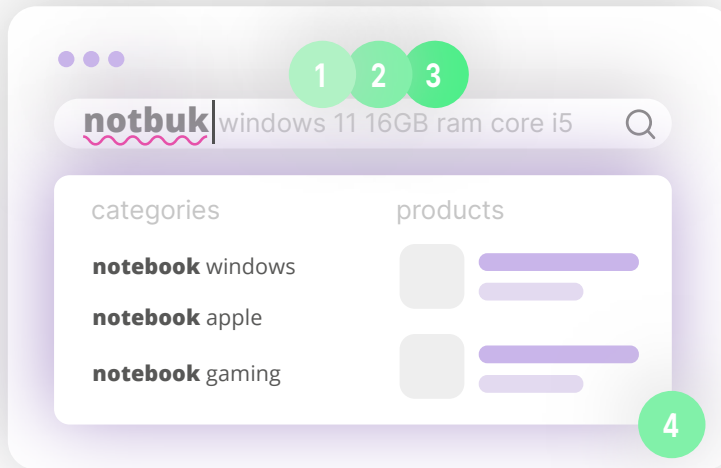 1 2 3
notbuk windows 11 16GB ram core i5
categories
notebook windows
notebook apple
notebook gaming
products
4